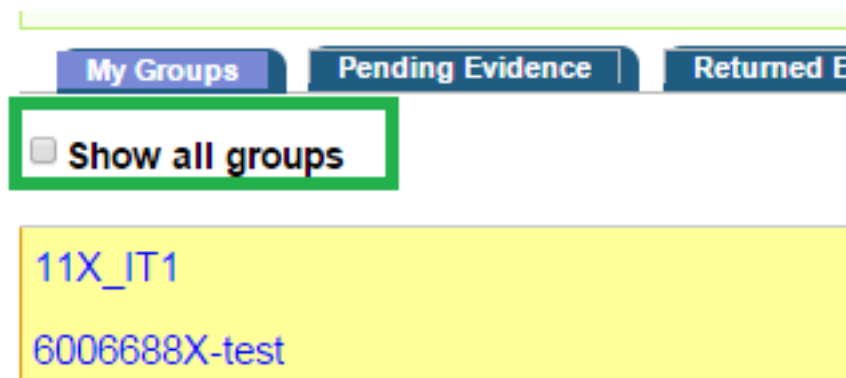 My Groups Pending Evidence Returned E
Show all groups
11X_IT1
6006688X-test